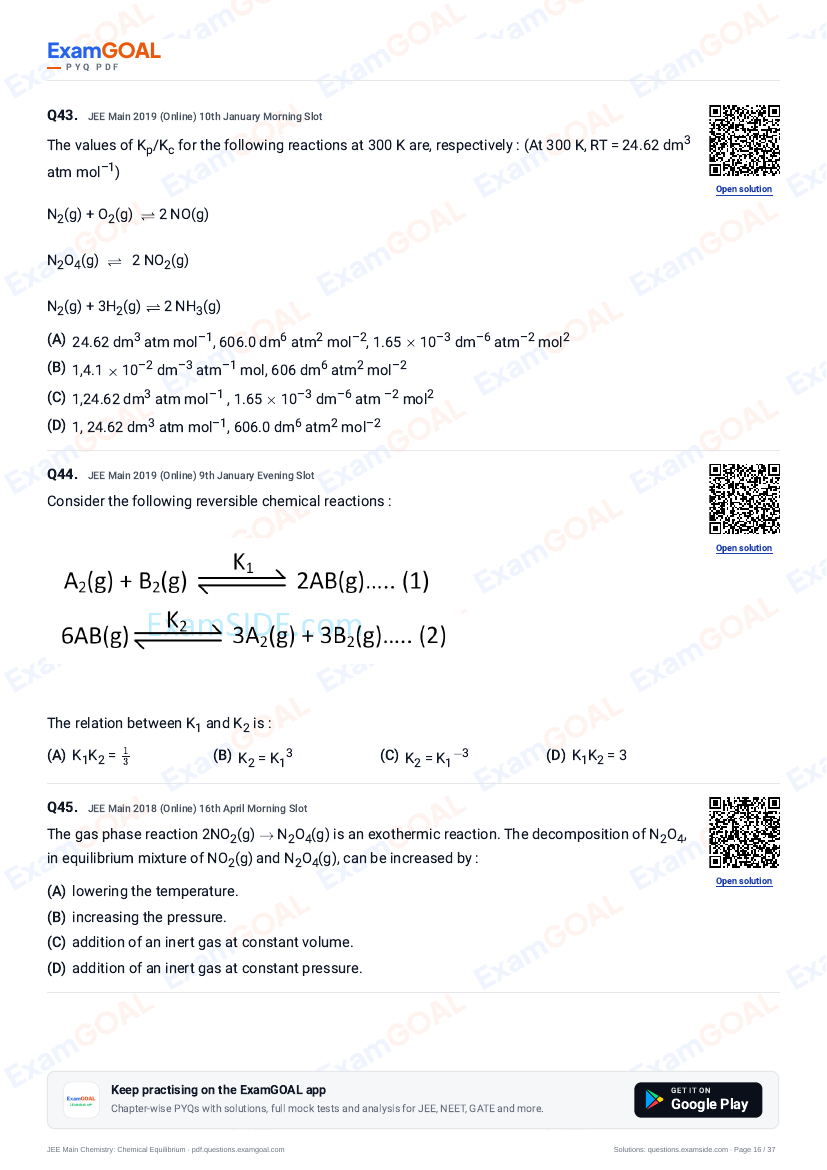 ExamGOAL
PYQ PDF
Q43. JEE Main 2019 (Online) 10th January Morning Slot
The values of Kp/Kc for the following reactions at 300 K are, respectively : (At 300 K, RT = 24.62 dm³
atm mol⁻¹)
Open solution
N₂(g) + O₂(g) ⇌ 2 NO(g)
N₂O₄(g) ⇌ 2 NO₂(g)
N₂(g) + 3H₂(g) ⇌ 2 NH₃(g)
(A) 24.62 dm³ atm mol⁻¹, 606.0 dm⁶ atm² mol⁻², 1.65 × 10⁻³ dm⁻⁶ atm⁻² mol²
(B) 1,4.1 × 10⁻² dm⁻³ atm⁻¹ mol, 606 dm⁶ atm² mol⁻²
(C) 1,24.62 dm³ atm mol⁻¹ , 1.65 × 10⁻³ dm⁻⁶ atm ⁻² mol²
(D) 1, 24.62 dm³ atm mol⁻¹, 606.0 dm⁶ atm² mol⁻²
Q44. JEE Main 2019 (Online) 9th January Evening Slot
Consider the following reversible chemical reactions :
Open solution
A₂(g) + B₂(g) K₁ ⇌ 2AB(g)..... (1)
ExamSIDE.com
6AB(g) K₂ ⇌ 3A₂(g) + 3B₂(g)..... (2)
The relation between K₁ and K₂ is :
(A) K₁K₂ = 1/3 (B) K₂ = K₁³ (C) K₂ = K₁⁻³ (D) K₁K₂ = 3
Q45. JEE Main 2018 (Online) 16th April Morning Slot
The gas phase reaction 2NO₂(g) → N₂O₄(g) is an exothermic reaction. The decomposition of N₂O₄,
in equilibrium mixture of NO₂(g) and N₂O₄(g), can be increased by :
Open solution
(A) lowering the temperature.
(B) increasing the pressure.
(C) addition of an inert gas at constant volume.
(D) addition of an inert gas at constant pressure.
ExamGOAL
Keep practising on the ExamGOAL app
Chapter-wise PYQs with solutions, full mock tests and analysis for JEE, NEET, GATE and more.
GET IT ON
Google Play
JEE Main Chemistry: Chemical Equilibrium · pdf.questions.examgoal.com
Solutions: questions.examside.com · Page 16 / 37